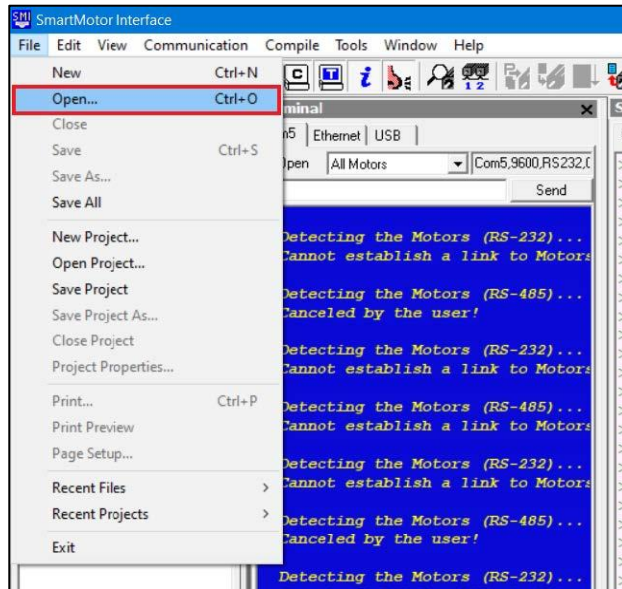 SMI SmartMotor Interface
File Edit View Communication Compile Tools Window Help
New Ctrl+N
Open... Ctrl+O
Close
Save Ctrl+S
Save As...
Save All
New Project...
Open Project...
Save Project
Save Project As...
Close Project
Project Properties...
Print... Ctrl+P
Print Preview
Page Setup...
Recent Files >
Recent Projects >
Exit
C T i 1 2
minal
m5 Ethernet USB
Open All Motors Com5,9600,RS232,C
Send
Detecting the Motors (RS-232)...
Cannot establish a link to Motors
Detecting the Motors (RS-485)...
Canceled by the user!
Detecting the Motors (RS-232)...
Cannot establish a link to Motors
Detecting the Motors (RS-485)...
Cannot establish a link to Motors
Detecting the Motors (RS-232)...
Cannot establish a link to Motors
Detecting the Motors (RS-485)...
Canceled by the user!
Detecting the Motors (RS-232)...